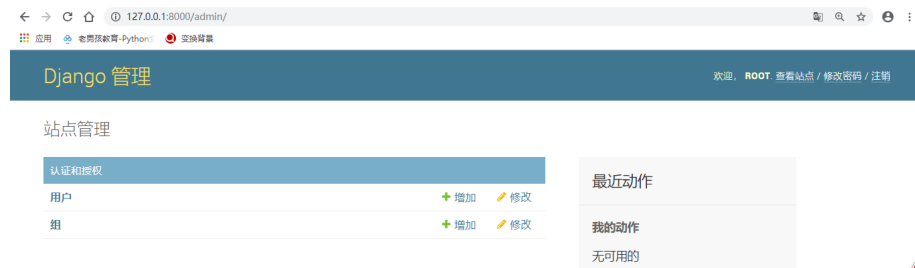 127.0.0.1:8000/admin/
应用 老男孩教育-Python 变换背景
Django 管理
欢迎， ROOT. 查看站点 / 修改密码 / 注销
站点管理
认证和授权
用户 增加 修改
组 增加 修改
最近动作
我的动作
无可用的